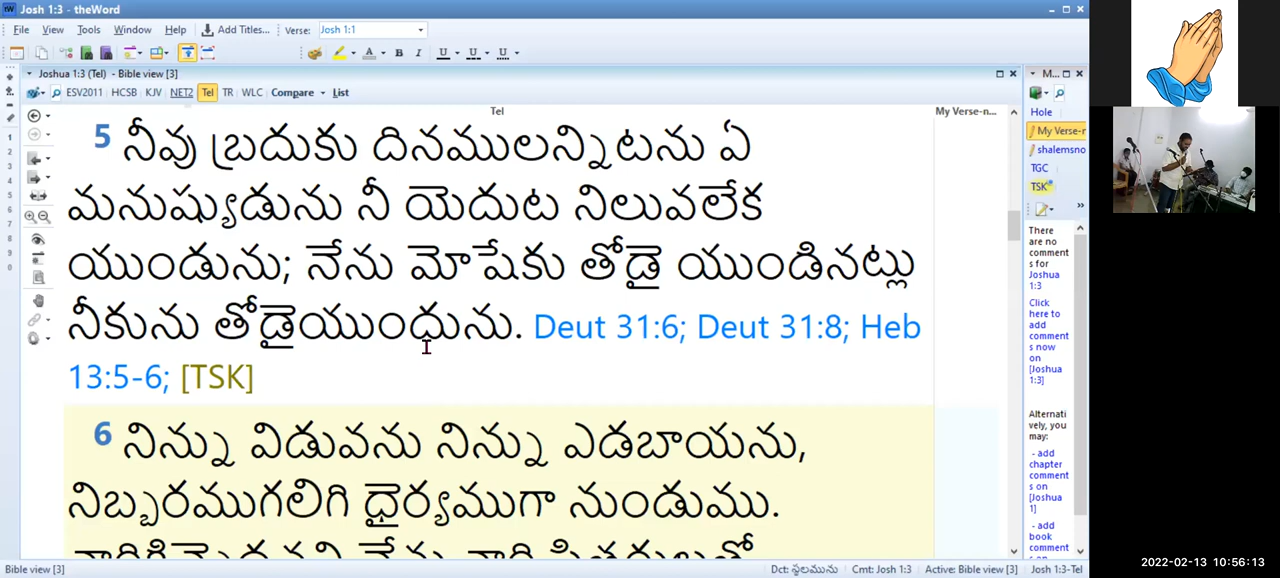 Josh 1:3 - theWord
File View Tools Window Help Add Titles... Verse: Josh 1:1
Joshua 1:3 (Tel) - Bible view [3] M...
ESV2011 HCSB KJV NET2 Tel TR WLC Compare List
Tel My Verse-n...
5 నీవు బ్రదుకు దినములన్నిటను ఏ
మనుష్యుడును నీ యెదుట నిలువలేక
యుండును; నేను మోషేకు తోడై యుండినట్లు
నీకును తోడైయుందును. Deut 31:6; Deut 31:8; Heb
13:5-6; [TSK]
6 నిన్ను విడువను నిన్ను ఎడబాయను,
నిబ్బరముగలిగి ధైర్యముగా నుండుము.
Hole
My Verse-n
shalemsno
TGC
TSK
There
are no
comment
s for
Joshua
1:3
Click
here to
add
comment
s now
on
[Joshua
1:3]
Alternati
vely, you
may:
- add
chapter
comment
s on
[Joshua
1]
- add
book
comment
Bible view [3] Dct: స్థలమును Cmt: Josh 1:3 Active: Bible view [3] Josh 1:3-Tel
2022-02-13 10:56:13